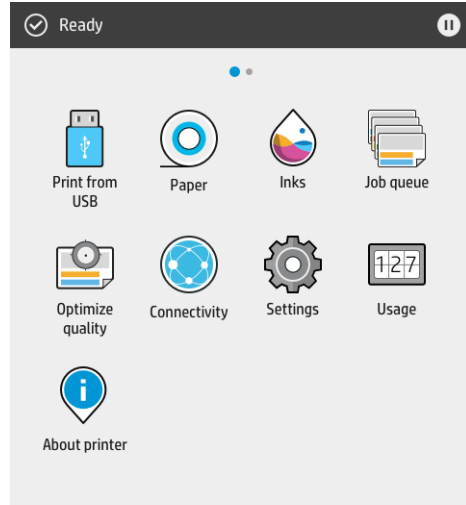 Ready
Print from
USB
Paper
Inks
Job queue
Optimize
quality
Connectivity
Settings
127
Usage
i
About printer